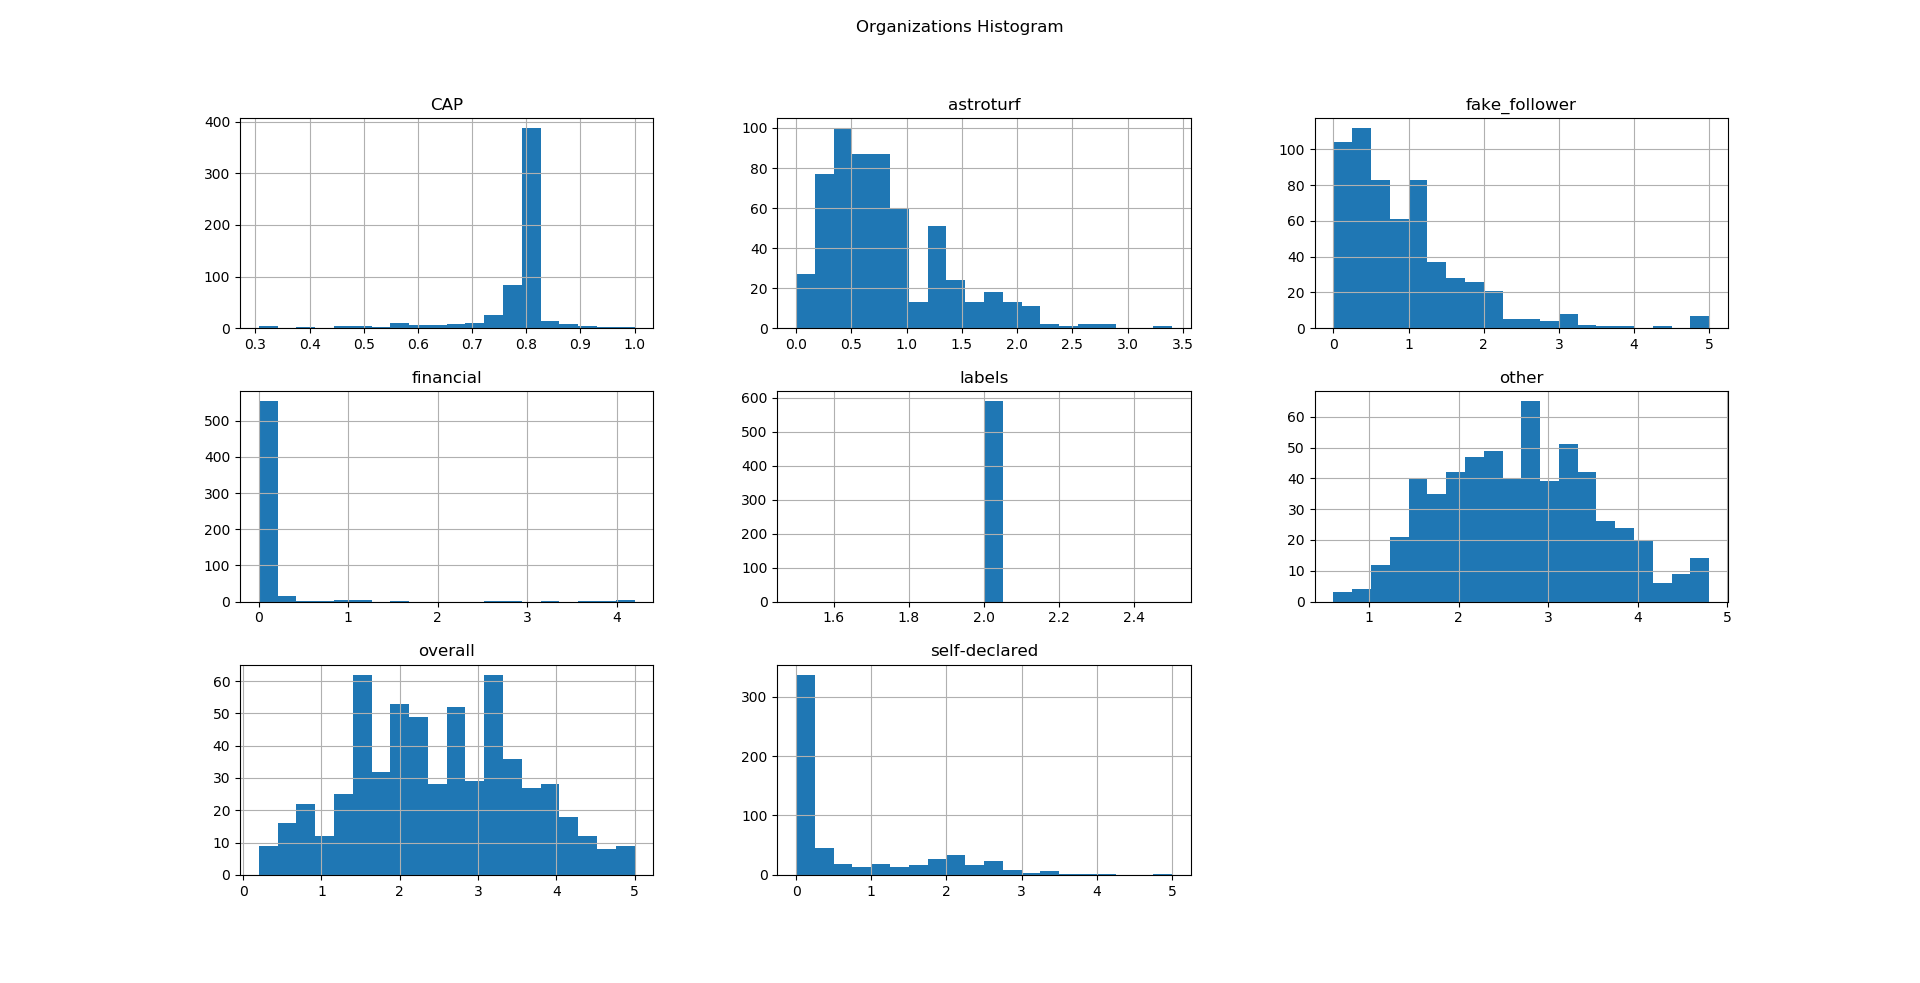 Organizations Histogram
CAP
400
300
200
100
0
0.3 0.4 0.5 0.6 0.7 0.8 0.9 1.0
astroturf
100
80
60
40
20
0
0.0 0.5 1.0 1.5 2.0 2.5 3.0 3.5
fake_follower
100
80
60
40
20
0
0 1 2 3 4 5
financial
500
400
300
200
100
0
0 1 2 3 4
labels
600
500
400
300
200
100
0
1.6 1.8 2.0 2.2 2.4
other
60
50
40
30
20
10
0
1 2 3 4 5
overall
60
50
40
30
20
10
0
0 1 2 3 4 5
self-declared
300
200
100
0
0 1 2 3 4 5